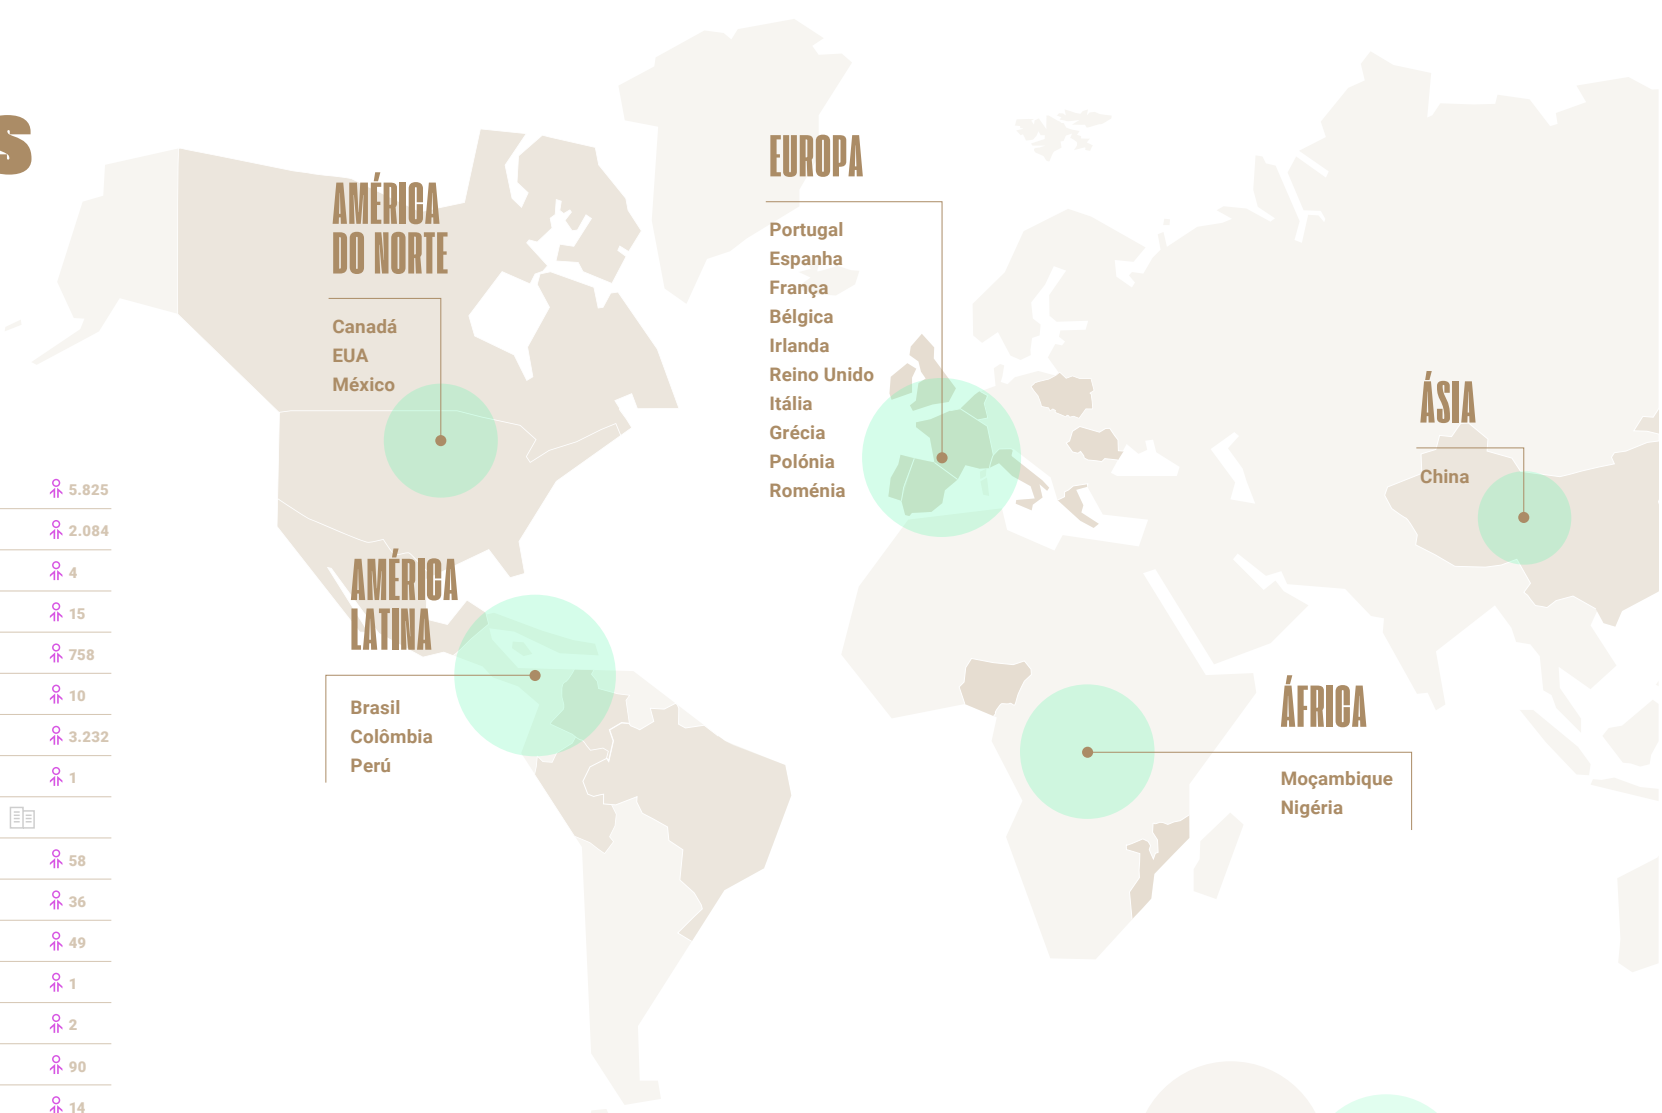 s
AMÉRICA
DO NORTE
Canadá
EUA
México
EUROPA
Portugal
Espanha
França
Bélgica
Irlanda
Reino Unido
Itália
Grécia
Polónia
Roménia
ÁSIA
China
AMÉRICA
LATINA
Brasil
Colômbia
Perú
ÁFRICA
Moçambique
Nigéria
5.825
2.084
4
15
758
10
3.232
1
58
36
49
1
2
90
14